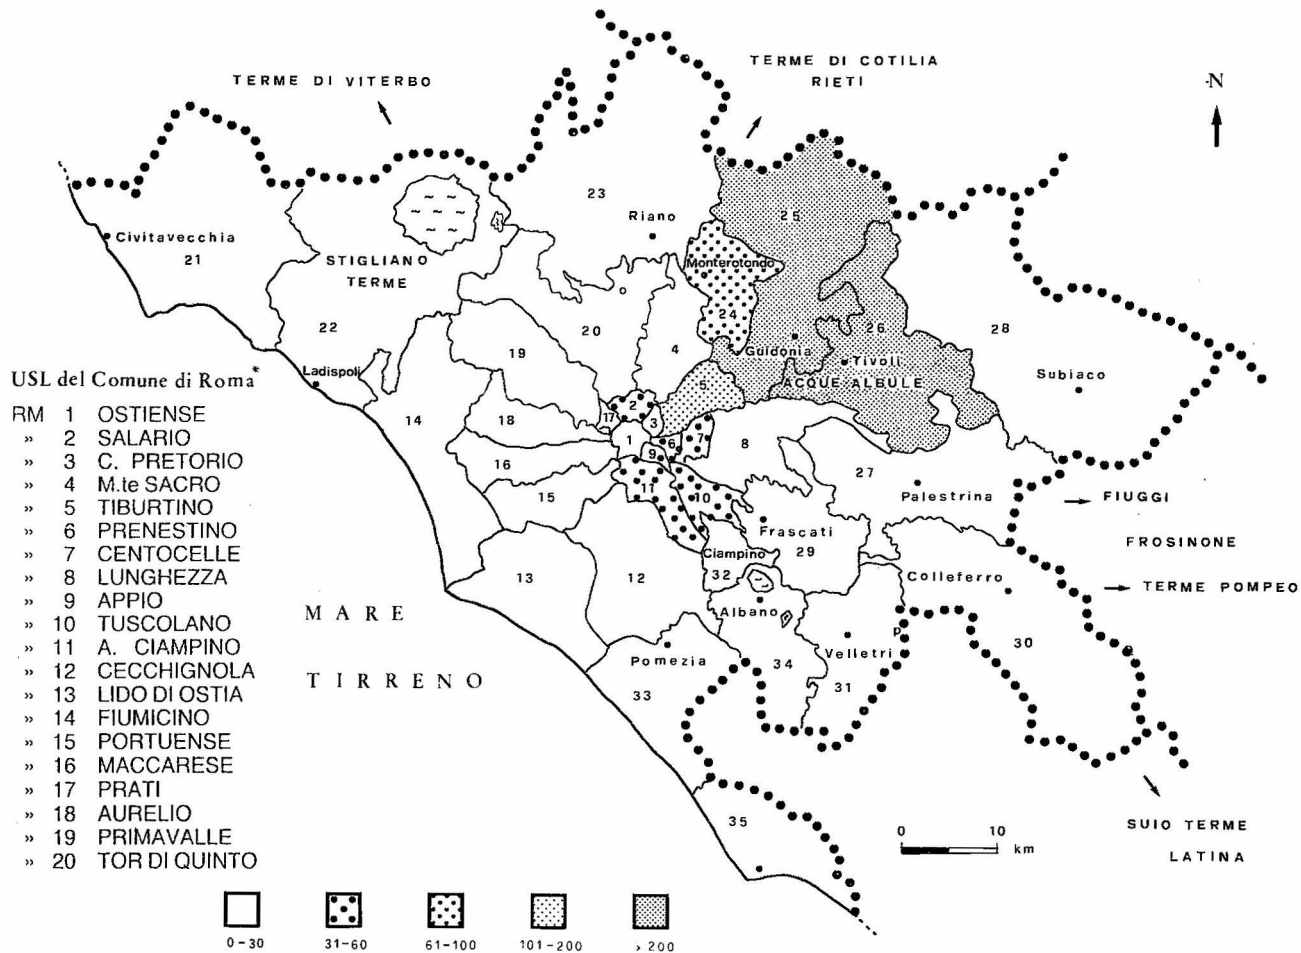 TERME DI VITERBO
TERME DI COTILIA
RIETI
N
23
25
Riano
Civitavecchia
21
STIGLIANO
TERME
Monterotondo
22
20
24
26
28
19
4
Guidonia
Tivoli
Ladispoli
5
ACQUE ALBULE
Subiaco
14
18
17
2
3
1
6
7
8
9
16
27
15
11
10
Palestrina
FIUGGI
Frascati
29
FROSINONE
Ciampino
32
13
12
Colleferro
TERME POMPEO
Albano
Velletri
30
Pomezia
34
31
33
35
MARE
TIRRENO
SUIO TERME
LATINA
0 10
km
USL del Comune di Roma*
RM 1 OSTIENSE
» 2 SALARIO
» 3 C. PRETORIO
» 4 M.te SACRO
» 5 TIBURTINO
» 6 PRENESTINO
» 7 CENTOCELLE
» 8 LUNGHEZZA
» 9 APPIO
» 10 TUSCOLANO
» 11 A. CIAMPINO
» 12 CECCHIGNOLA
» 13 LIDO DI OSTIA
» 14 FIUMICINO
» 15 PORTUENSE
» 16 MACCARESE
» 17 PRATI
» 18 AURELIO
» 19 PRIMAVALLE
» 20 TOR DI QUINTO
0-30
31-60
61-100
101-200
> 200